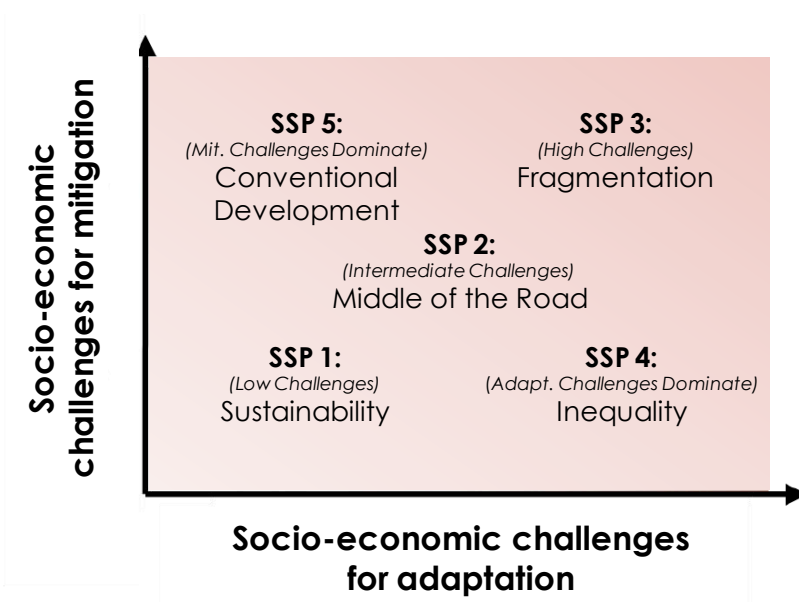 Socio-economic
challenges for mitigation
SSP 5:
(Mit. Challenges Dominate)
Conventional
Development
SSP 3:
(High Challenges)
Fragmentation
SSP 2:
(Intermediate Challenges)
Middle of the Road
SSP 1:
(Low Challenges)
Sustainability
SSP 4:
(Adapt. Challenges Dominate)
Inequality
Socio-economic challenges
for adaptation